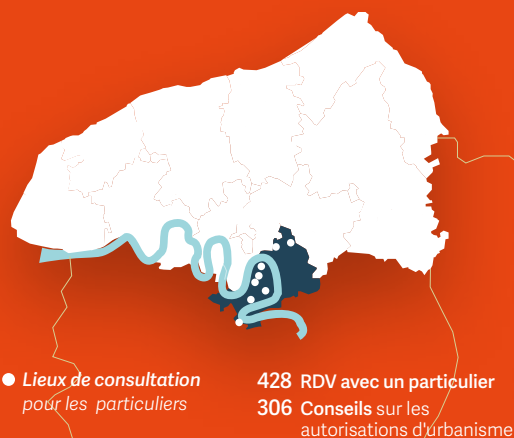 Lieux de consultation
pour les particuliers
428 RDV avec un particulier
306 Conseils sur les
autorisations d'urbanisme